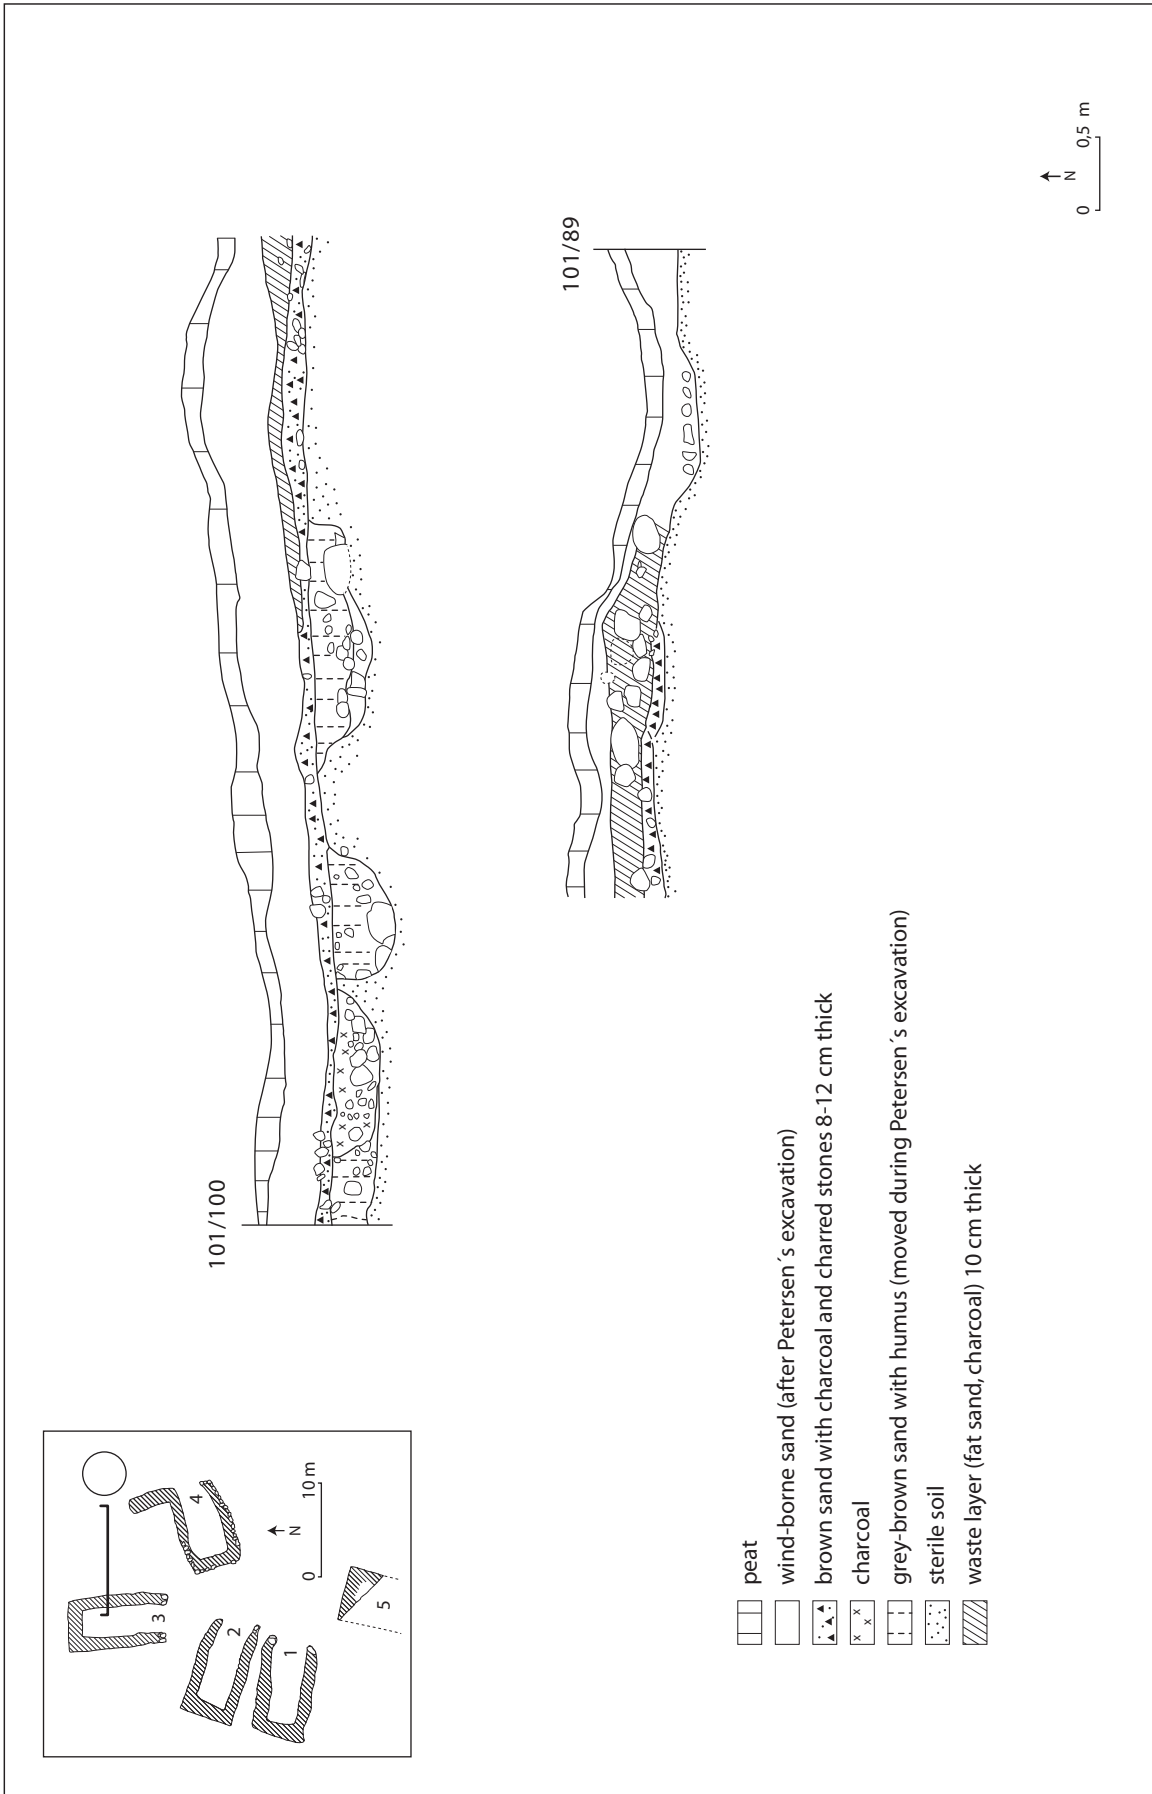 101/100
101/89
0 0,5 m
N
1
2
3
4
5
0 10 m
N
peat
wind-borne sand (after Petersen´s excavation)
brown sand with charcoal and charred stones 8-12 cm thick
charcoal
grey-brown sand with humus (moved during Petersen´s excavation)
sterile soil
waste layer (fat sand, charcoal) 10 cm thick